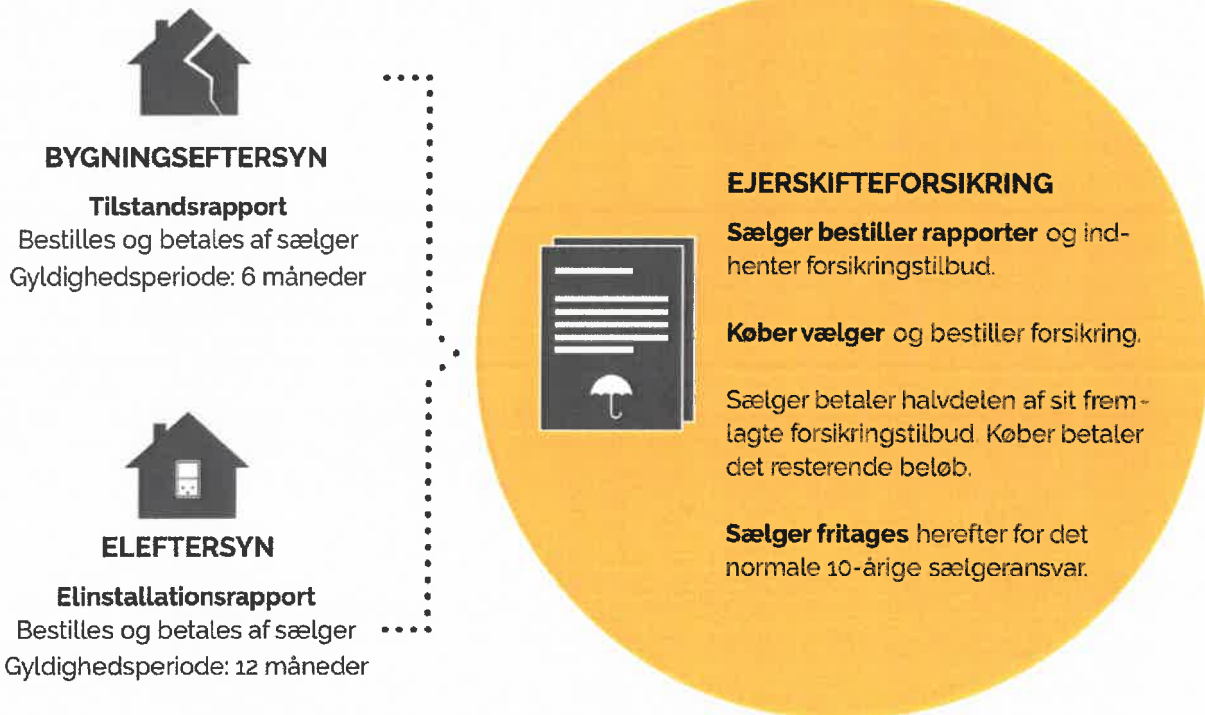 BYGNINGSEFTERSYN
Tilstandsrapport
Bestilles og betales af sælger
Gyldighedsperiode: 6 måneder
ELEFTERSYN
Elinstallationsrapport
Bestilles og betales af sælger
Gyldighedsperiode: 12 måneder
EJERSKIFTEFORSIKRING
Sælger bestiller rapporter og ind-
henter forsikringstilbud.
Køber vælger og bestiller forsikring.
Sælger betaler halvdelen af sit frem-
lagte forsikringstilbud. Køber betaler
det resterende beløb.
Sælger fritages herefter for det
normale 10-årige sælgeransvar.